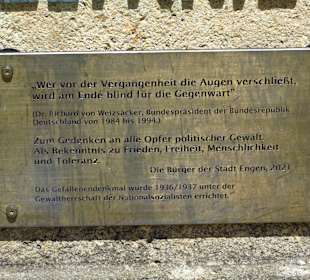 „Wer vor der Vergangenheit die Augen verschließt,
wird am Ende blind für die Gegenwart".
(Dr. Richard von Weizsäcker, Bundespräsident der Bundesrepublik
Deutschland von 1984 bis 1994)
Zum Gedenken an alle Opfer politischer Gewalt.
Als Bekenntnis zu Frieden, Freiheit, Menschlichkeit
und Toleranz.
Die Bürger der Stadt Engen, 2021
Das Gefallenendenkmal wurde 1936/1937 unter der
Gewaltherrschaft der Nationalsozialisten errichtet.